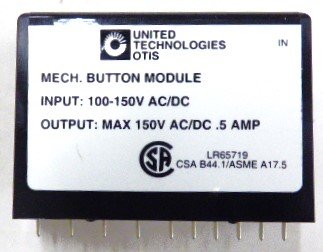 UNITED
TECHNOLOGIES
OTIS
IN
MECH. BUTTON MODULE
INPUT: 100-150V AC/DC
OUTPUT: MAX 150V AC/DC .5 AMP
SA
LR65719
CSA B44.1/ASME A17.5